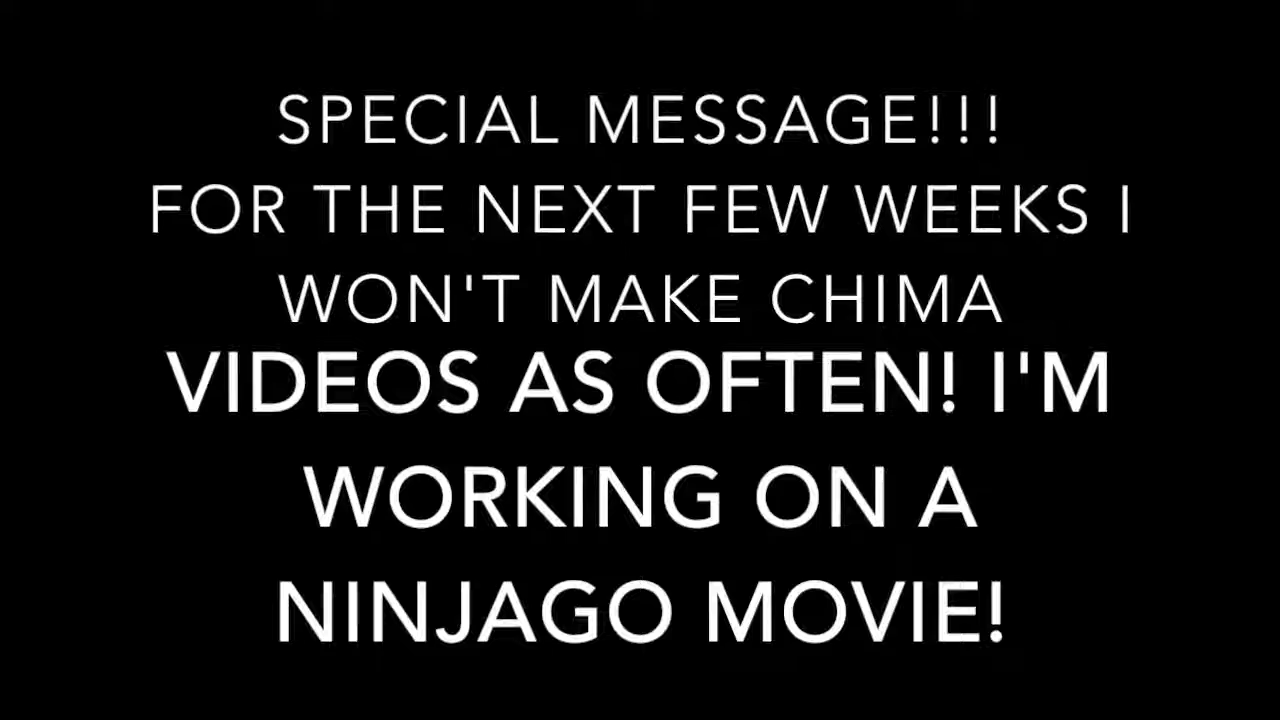 SPECIAL MESSAGE!!!
FOR THE NEXT FEW WEEKS I
WON'T MAKE CHIMA
VIDEOS AS OFTEN! I'M
WORKING ON A
NINJAGO MOVIE!